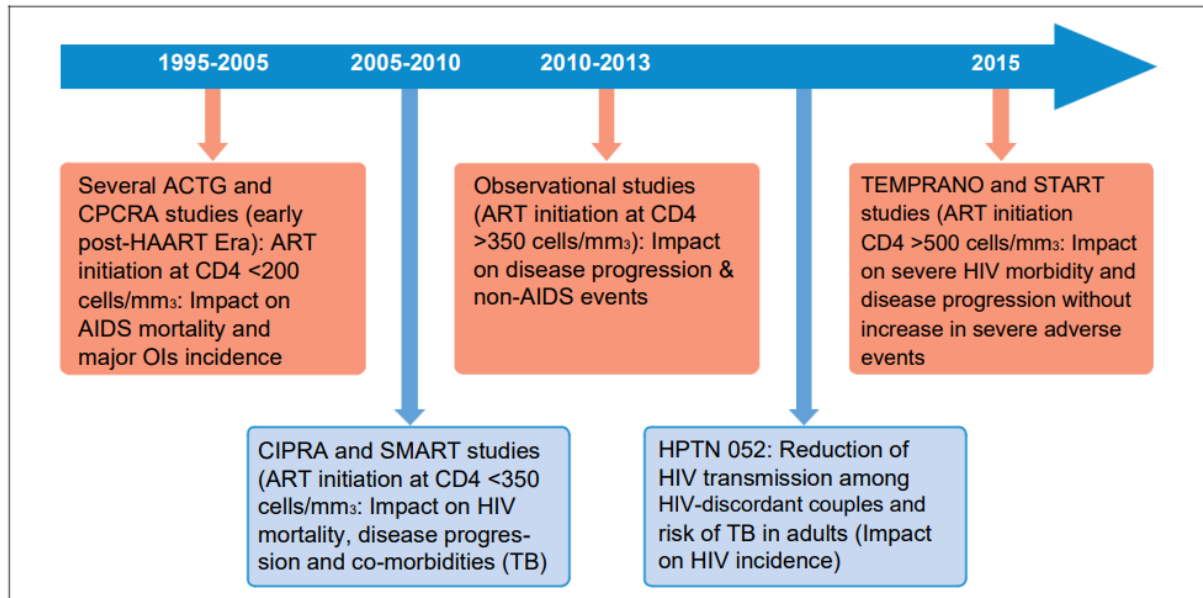 1995-2005
2005-2010
2010-2013
2015
Several ACTG and
CPCRA studies (early
post-HAART Era): ART
initiation at CD4 <200
cells/mm₃: Impact on
AIDS mortality and
major OIs incidence
Observational studies
(ART initiation at CD4
>350 cells/mm₃): Impact
on disease progression &
non-AIDS events
TEMPRANO and START
studies (ART initiation
CD4 >500 cells/mm₃: Impact
on severe HIV morbidity and
disease progression without
increase in severe adverse
events
CIPRA and SMART studies
(ART initiation at CD4 <350
cells/mm₃: Impact on HIV
mortality, disease progres-
sion and co-morbidities (TB)
HPTN 052: Reduction of
HIV transmission among
HIV-discordant couples and
risk of TB in adults (Impact
on HIV incidence)